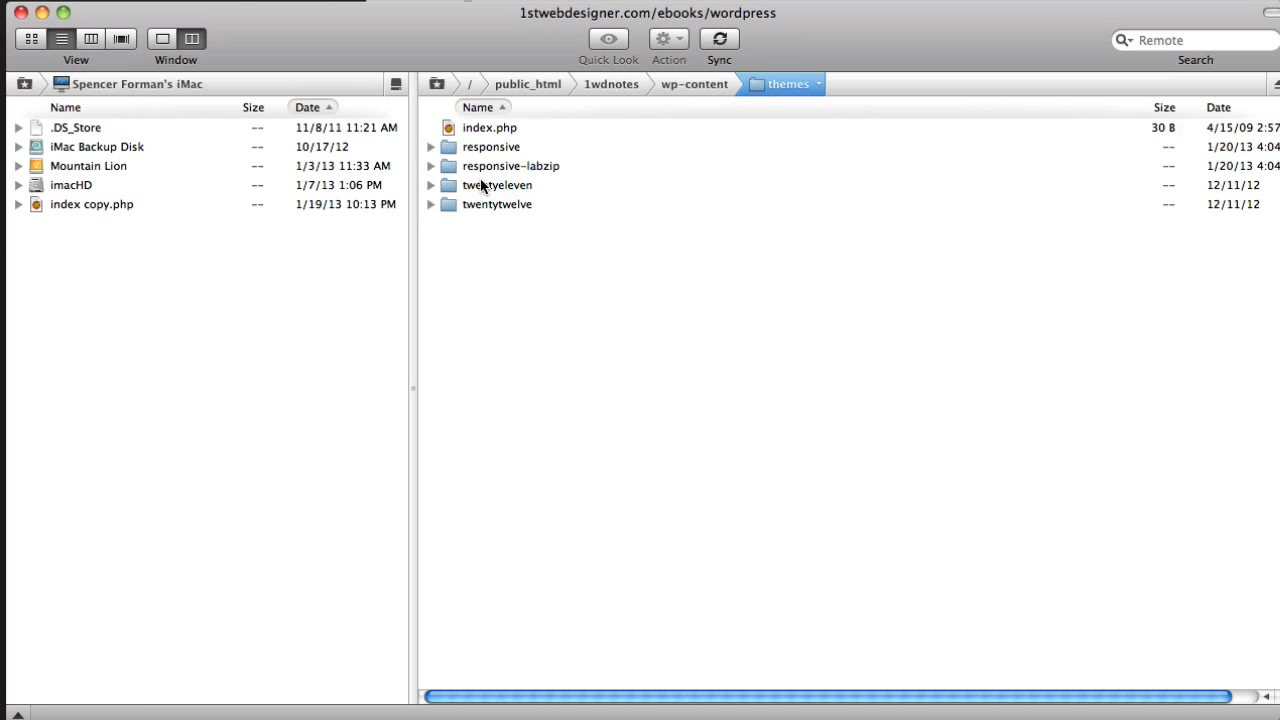 1stwebdesigner.com/ebooks/wordpress
View Window Quick Look Action Sync Remote Search
Spencer Forman's iMac / public_html 1wdnotes wp-content themes
Name Size Date Name Size Date
.DS_Store -- 11/8/11 11:21 AM index.php 30 B 4/15/09 2:57
iMac Backup Disk -- 10/17/12 responsive -- 1/20/13 4:04
Mountain Lion -- 1/3/13 11:33 AM responsive-labzip -- 1/20/13 4:04
imacHD -- 1/7/13 1:06 PM twentyeleven -- 12/11/12
index copy.php -- 1/19/13 10:13 PM twentytwelve -- 12/11/12